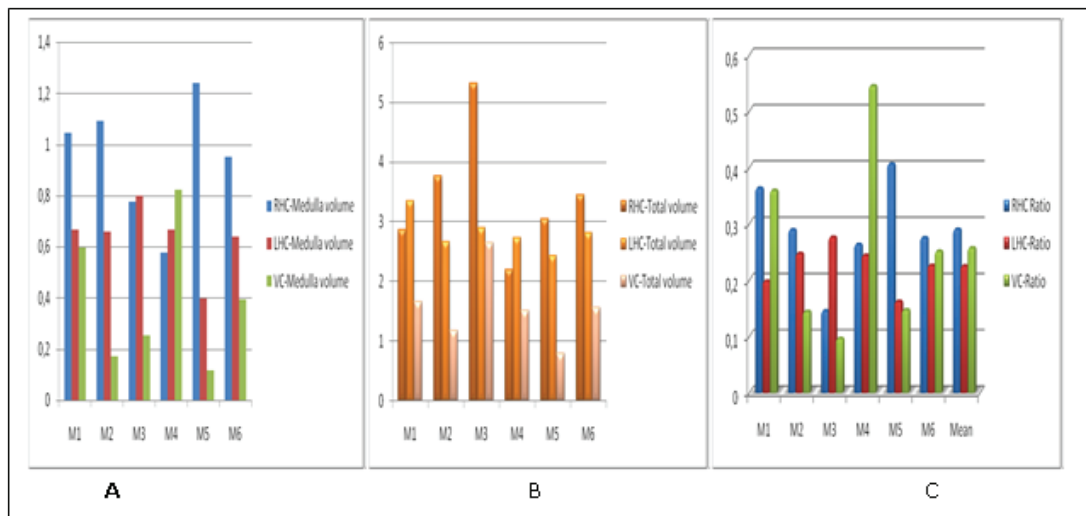 1,4
1,2
1
0,8
0,6
0,4
0,2
0
M1 M2 M3 M4 M5 M6
RHC-Medulla volume
LHC-Medulla volume
VC-Medulla volume
A
6
5
4
3
2
1
0
M1 M2 M3 M4 M5 M6
RHC-Total volume
LHC-Total volume
VC-Total volume
B
0,6
0,5
0,4
0,3
0,2
0,1
0
M1 M2 M3 M4 M5 M6 Mean
RHC Ratio
LHC-Ratio
VC-Ratio
C